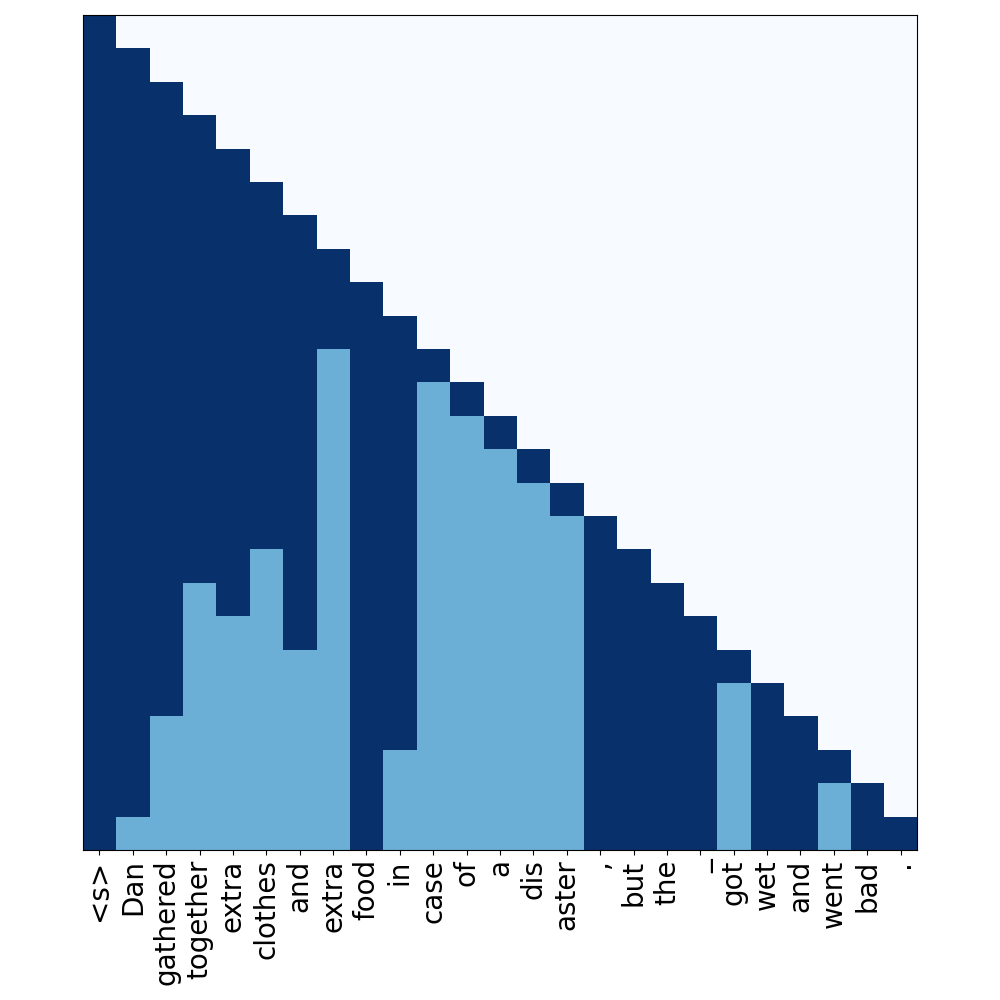 <s>
Dan
gathered
together
extra
clothes
and
extra
food
in
case
of
a
dis
aster
,
but
the
_
got
wet
and
went
bad
.